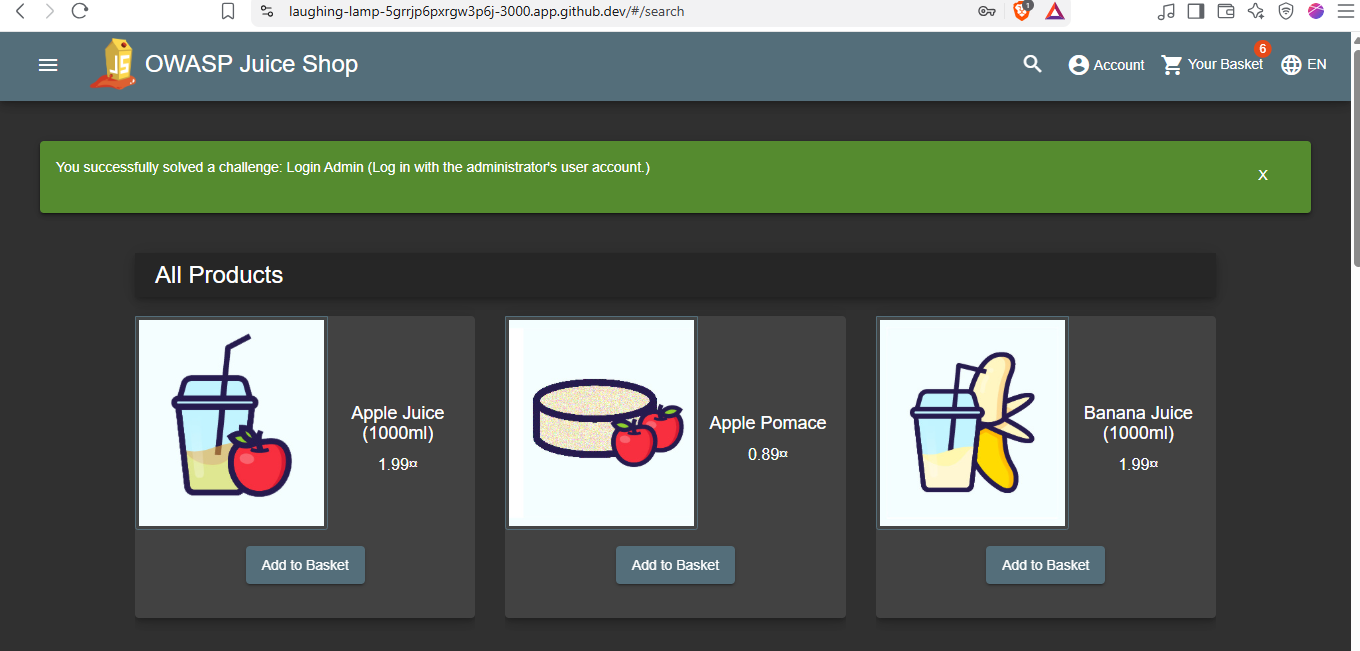 laughing-lamp-5grrjp6pxrgw3p6j-3000.app.github.dev/#/search
1
JS
OWASP Juice Shop
Account
Your Basket
6
EN
You successfully solved a challenge: Login Admin (Log in with the administrator's user account.)
X
All Products
Apple Juice
(1000ml)
1.99¤
Add to Basket
Apple Pomace
0.89¤
Add to Basket
Banana Juice
(1000ml)
1.99¤
Add to Basket